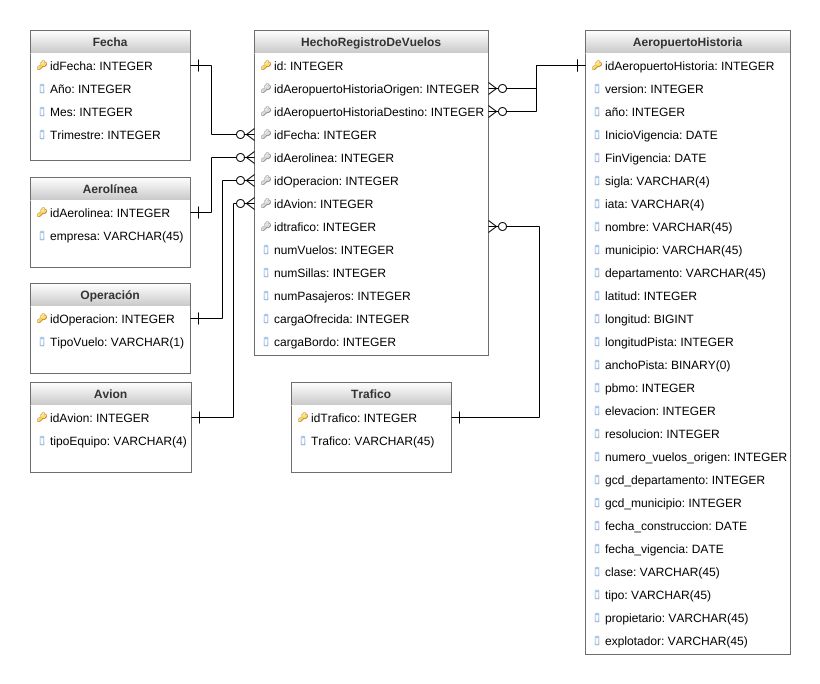 Fecha
idFecha: INTEGER
Año: INTEGER
Mes: INTEGER
Trimestre: INTEGER
Aerolínea
idAerolinea: INTEGER
empresa: VARCHAR(45)
Operación
idOperacion: INTEGER
TipoVuelo: VARCHAR(1)
Avion
idAvion: INTEGER
tipoEquipo: VARCHAR(4)
HechoRegistroDeVuelos
id: INTEGER
idAeropuertoHistoriaOrigen: INTEGER
idAeropuertoHistoriaDestino: INTEGER
idFecha: INTEGER
idAerolinea: INTEGER
idOperacion: INTEGER
idAvion: INTEGER
idtrafico: INTEGER
numVuelos: INTEGER
numSillas: INTEGER
numPasajeros: INTEGER
cargaOfrecida: INTEGER
cargaBordo: INTEGER
Trafico
idTrafico: INTEGER
Trafico: VARCHAR(45)
AeropuertoHistoria
idAeropuertoHistoria: INTEGER
version: INTEGER
año: INTEGER
InicioVigencia: DATE
FinVigencia: DATE
sigla: VARCHAR(4)
iata: VARCHAR(4)
nombre: VARCHAR(45)
municipio: VARCHAR(45)
departamento: VARCHAR(45)
latitud: INTEGER
longitud: BIGINT
longitudPista: INTEGER
anchoPista: BINARY(0)
pbmo: INTEGER
elevacion: INTEGER
resolucion: INTEGER
numero_vuelos_origen: INTEGER
gcd_departamento: INTEGER
gcd_municipio: INTEGER
fecha_construccion: DATE
fecha_vigencia: DATE
clase: VARCHAR(45)
tipo: VARCHAR(45)
propietario: VARCHAR(45)
explotador: VARCHAR(45)